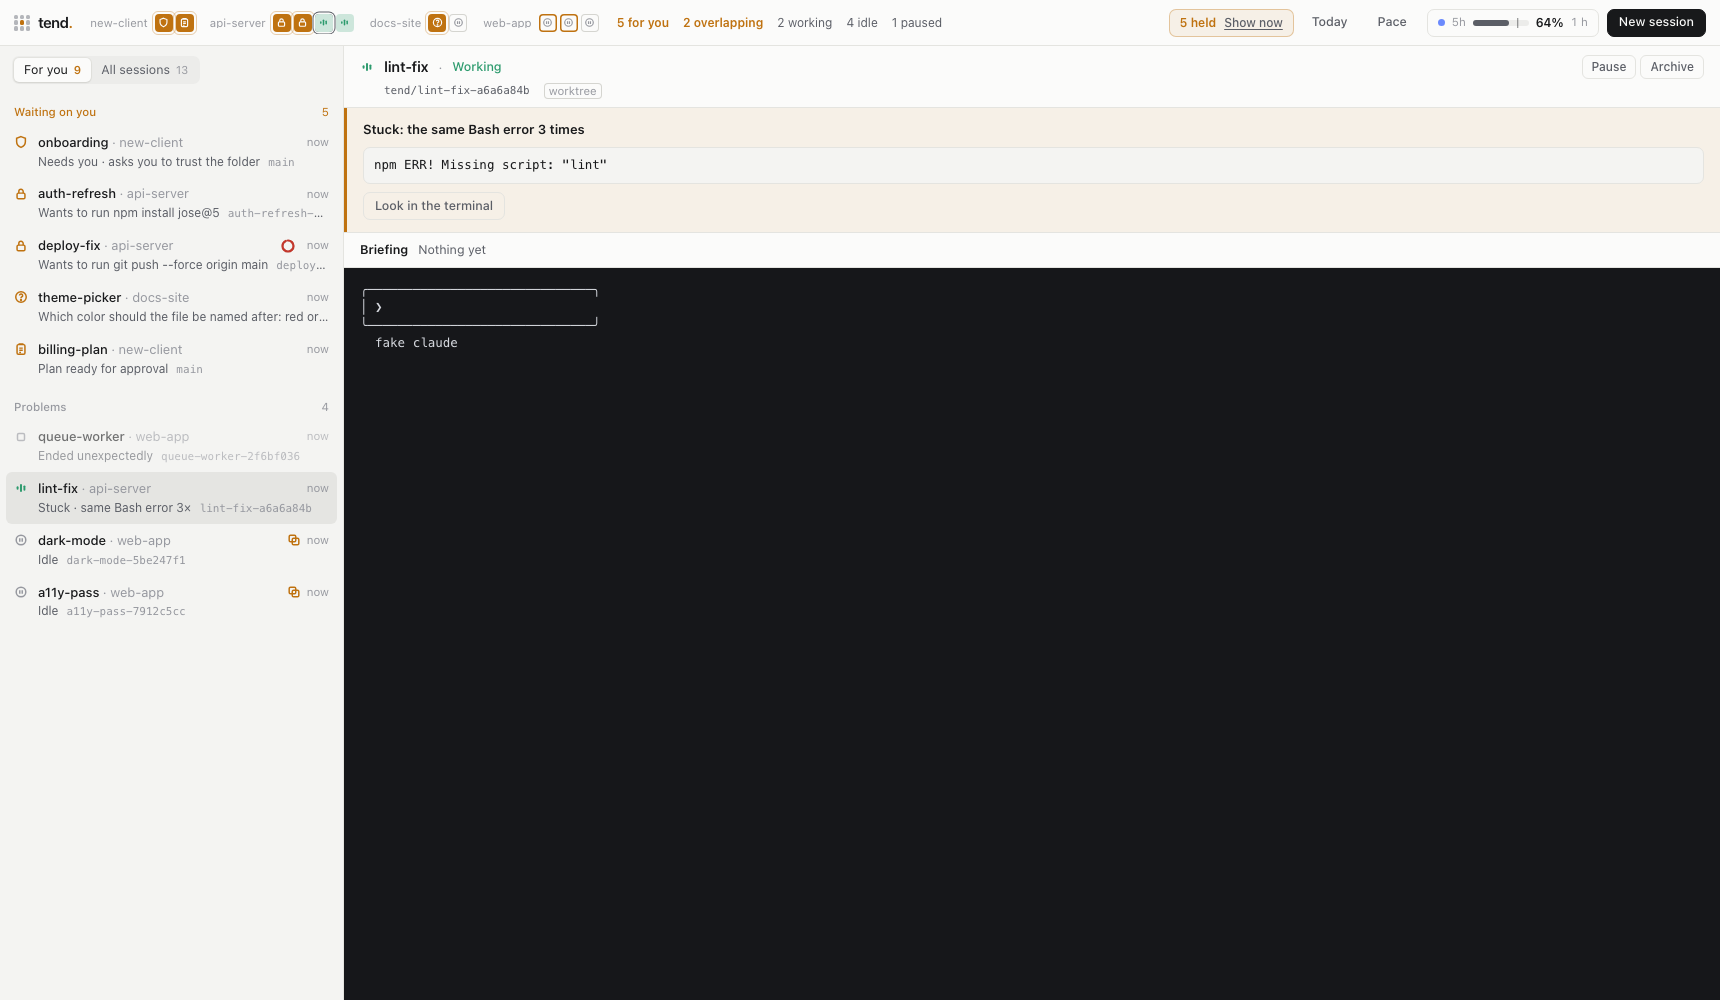 tend. new-client api-server docs-site web-app 5 for you 2 overlapping 2 working 4 idle 1 paused 5 held Show now Today Pace 5h 64% 1 h New session
For you 9 All sessions 13
Waiting on you 5
onboarding · new-client now
Needs you · asks you to trust the folder main
auth-refresh · api-server now
Wants to run npm install jose@5 auth-refresh-…
deploy-fix · api-server now
Wants to run git push --force origin main deploy…
theme-picker · docs-site now
Which color should the file be named after: red or…
billing-plan · new-client now
Plan ready for approval main
Problems 4
queue-worker · web-app now
Ended unexpectedly queue-worker-2f6bf036
lint-fix · api-server now
Stuck · same Bash error 3× lint-fix-a6a6a84b
dark-mode · web-app now
Idle dark-mode-5be247f1
a11y-pass · web-app now
Idle a11y-pass-7912c5cc
lint-fix · Working Pause Archive
tend/lint-fix-a6a6a84b worktree
Stuck: the same Bash error 3 times
npm ERR! Missing script: "lint"
Look in the terminal
Briefing Nothing yet
❯
fake claude